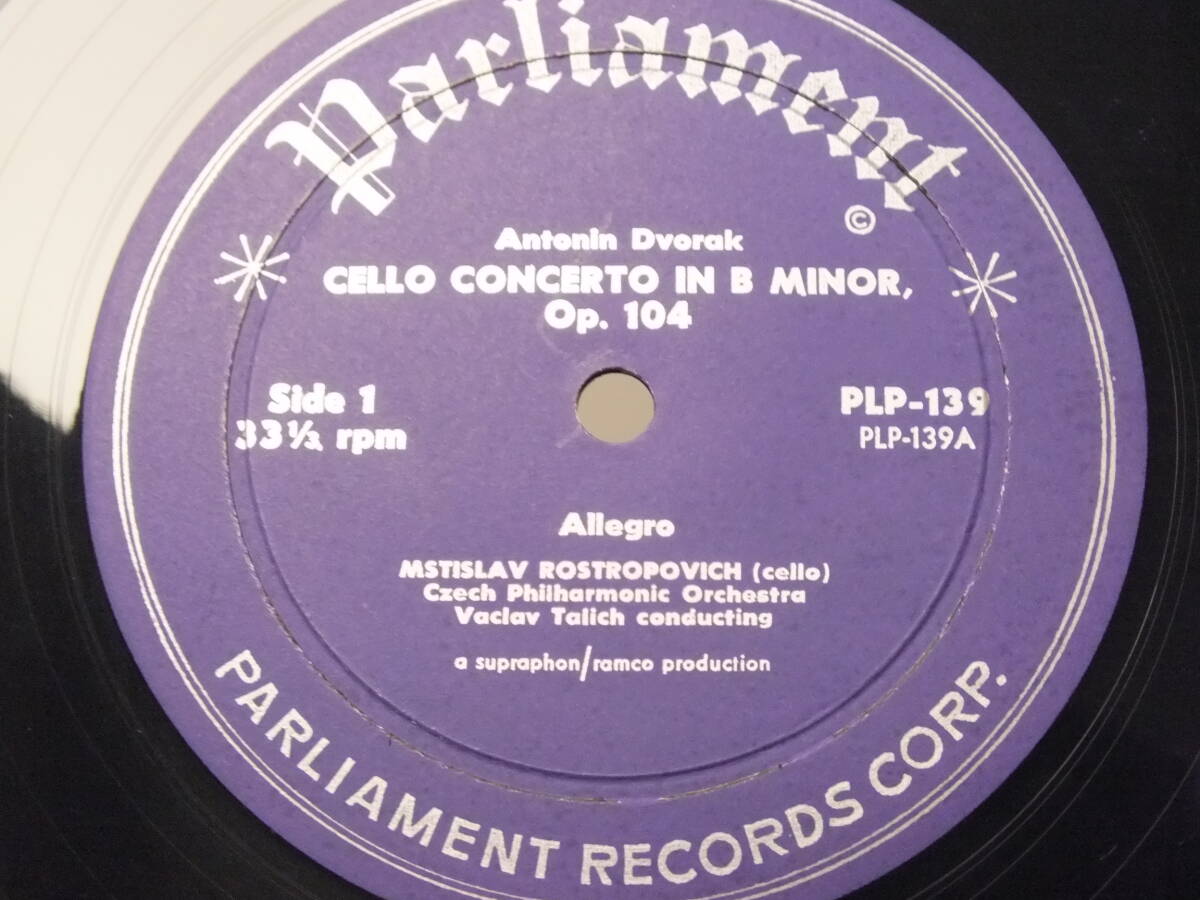 Parliament
©
Antonin Dvorak
CELLO CONCERTO IN B MINOR,
Op. 104
Side 1
33⅓ rpm
PLP-139
PLP-139A
Allegro
MSTISLAV ROSTROPOVICH (cello)
Czech Philharmonic Orchestra
Vaclav Talich conducting
a supraphon/ramco production
PARLIAMENT RECORDS CORP.